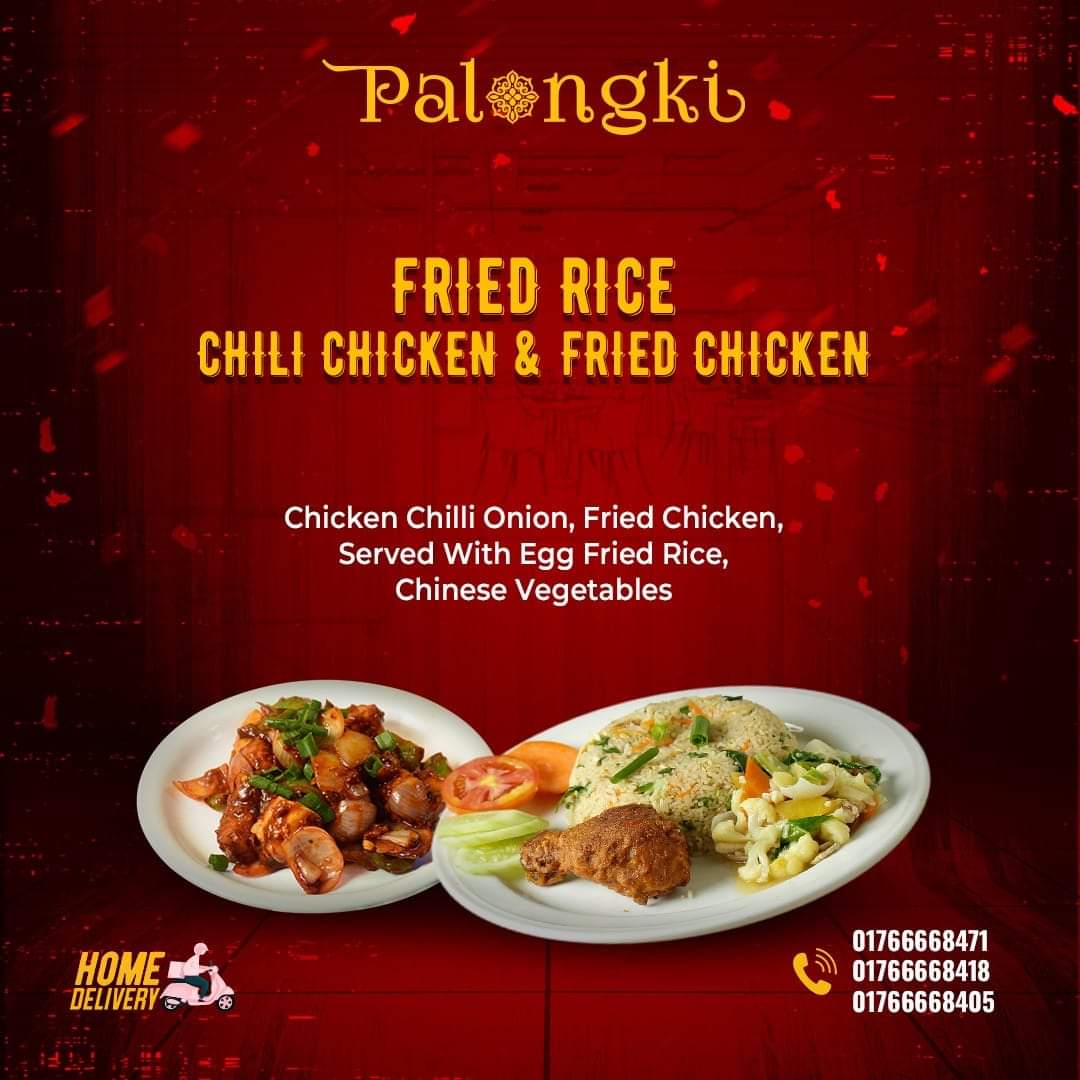 Palongki
FRIED RICE
CHILI CHICKEN & FRIED CHICKEN
Chicken Chilli Onion, Fried Chicken,
Served With Egg Fried Rice,
Chinese Vegetables
HOME
DELIVERY
01766668471
01766668418
01766668405